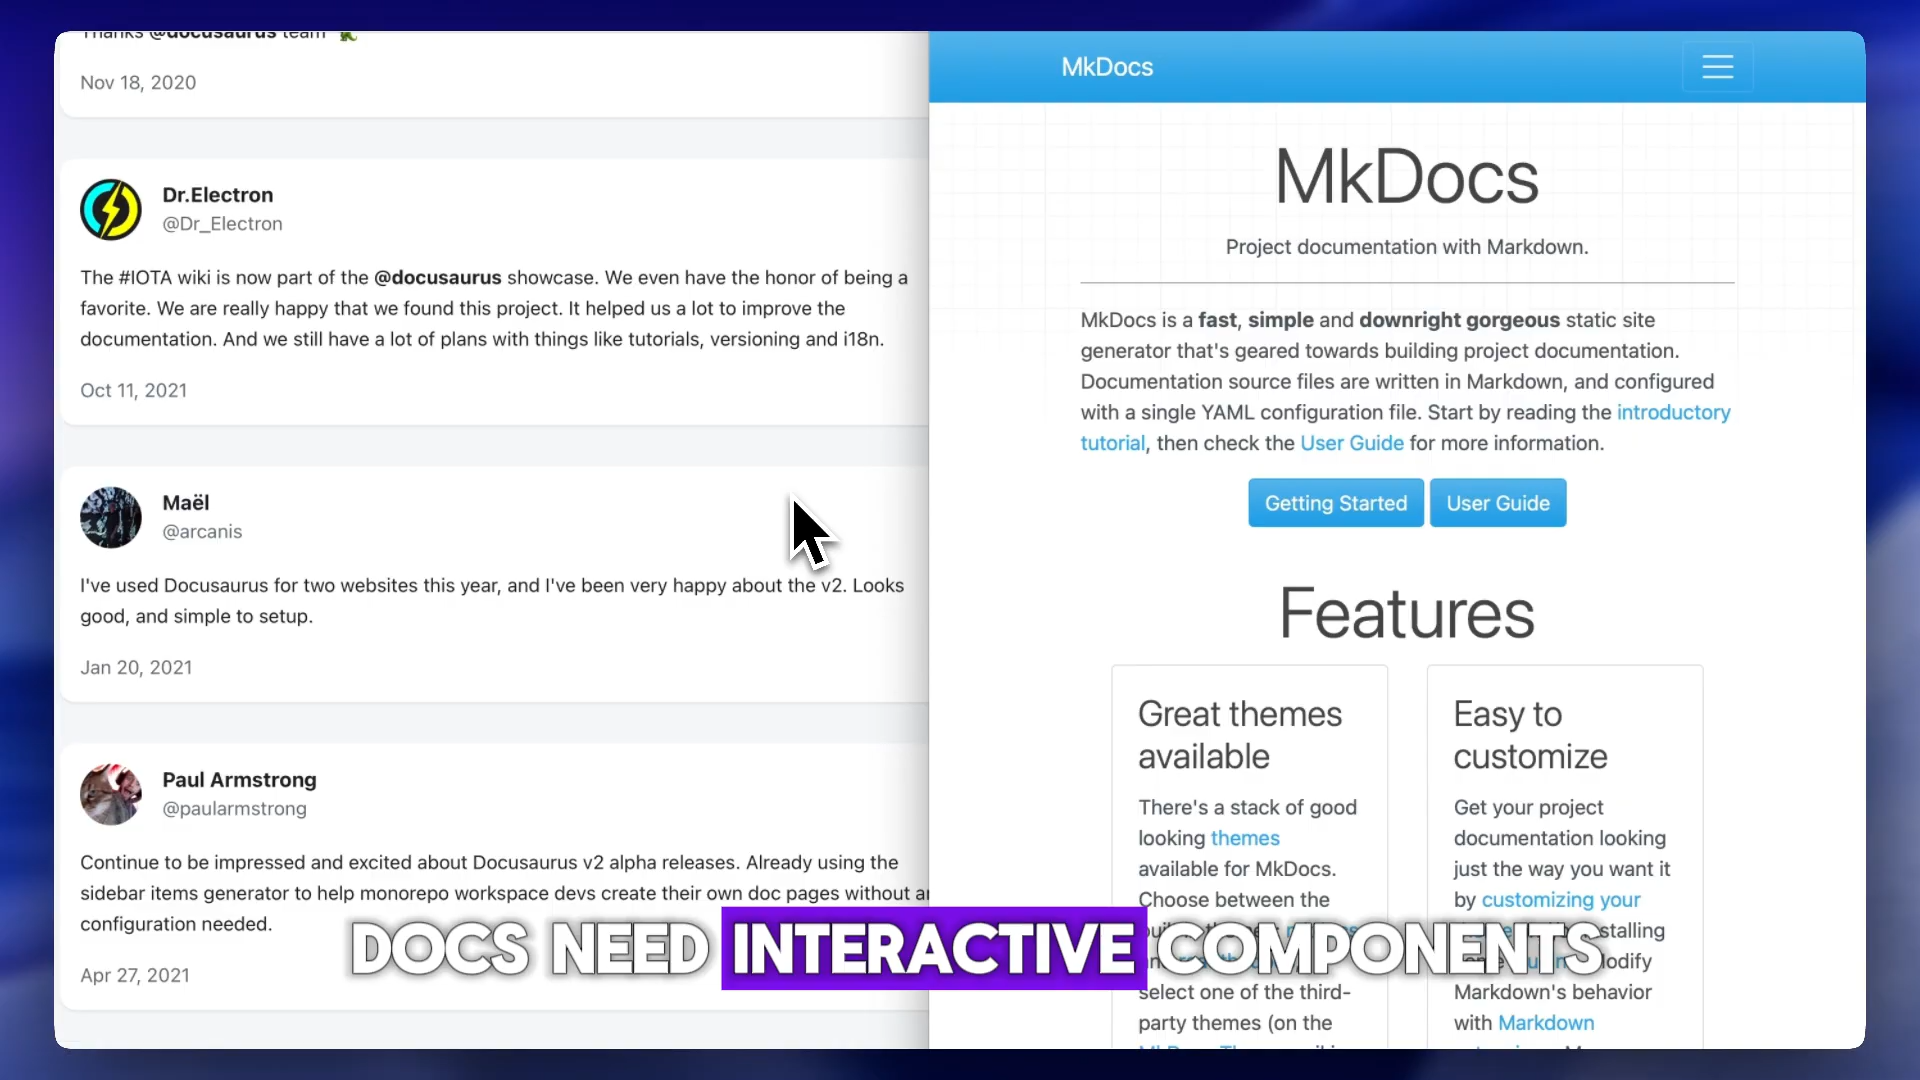 Thanks @docusaurus team
Nov 18, 2020
Dr.Electron
@Dr_Electron
The #IOTA wiki is now part of the @docusaurus showcase. We even have the honor of being a
favorite. We are really happy that we found this project. It helped us a lot to improve the
documentation. And we still have a lot of plans with things like tutorials, versioning and i18n.
Oct 11, 2021
Maël
@arcanis
I've used Docusaurus for two websites this year, and I've been very happy about the v2. Looks
good, and simple to setup.
Jan 20, 2021
Paul Armstrong
@paularmstrong
Continue to be impressed and excited about Docusaurus v2 alpha releases. Already using the
sidebar items generator to help monorepo workspace devs create their own doc pages without
configuration needed.
Apr 27, 2021
MkDocs
MkDocs
Project documentation with Markdown.
MkDocs is a fast, simple and downright gorgeous static site
generator that's geared towards building project documentation.
Documentation source files are written in Markdown, and configured
with a single YAML configuration file. Start by reading the introductory
tutorial, then check the User Guide for more information.
Getting Started
User Guide
Features
Great themes
available
There's a stack of good
looking themes
available for MkDocs.
Choose between the
select one of the third-
party themes (on the
Easy to
customize
Get your project
documentation looking
just the way you want it
by customizing your
Markdown's behavior
with Markdown
DOCS NEED INTERACTIVE COMPONENTS